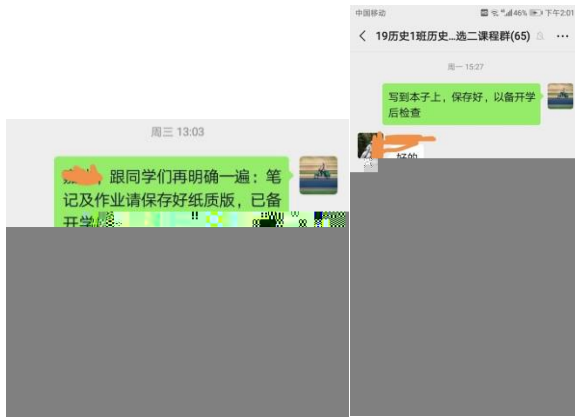 周三 13:03
，跟同学们再明确一遍：笔
记及作业请保存好纸质版，已备
开学
中国移动
46%
下午2:01
19历史1班历史...选二课程群(65)
周一 15:27
写到本子上，保存好，以备开学
后检查
好的